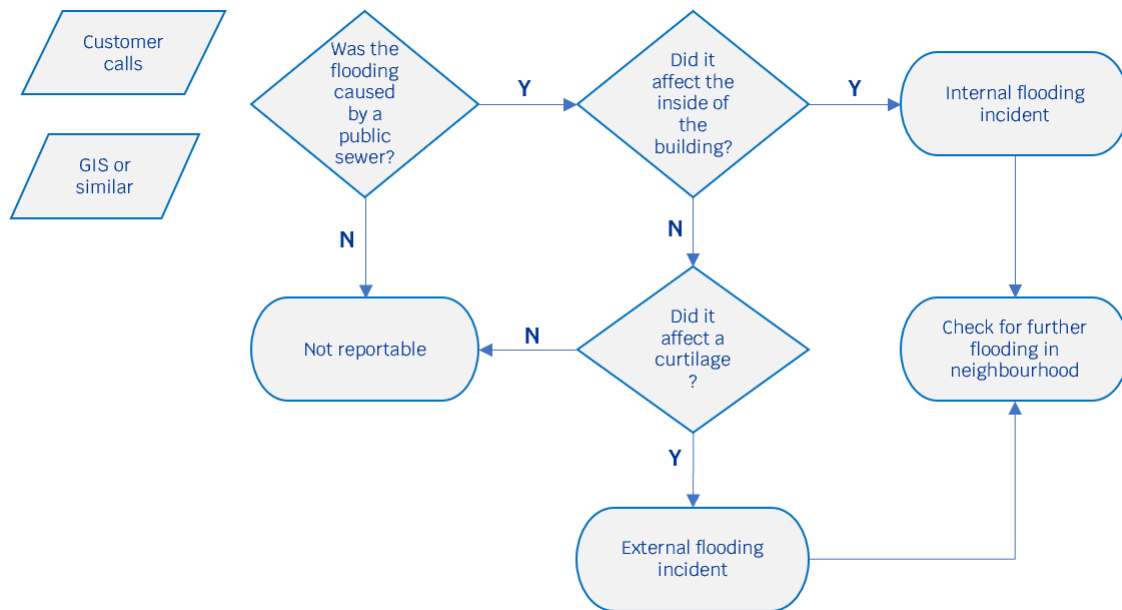 Customer
calls
GIS or
similar
Was the
flooding
caused
by a
public
sewer?
Y
Did it
affect the
inside of
the
building?
Y
Internal flooding
incident
N
N
Not reportable
N
Did it
affect a
curtilage
?
Check for further
flooding in
neighbourhood
Y
External flooding
incident